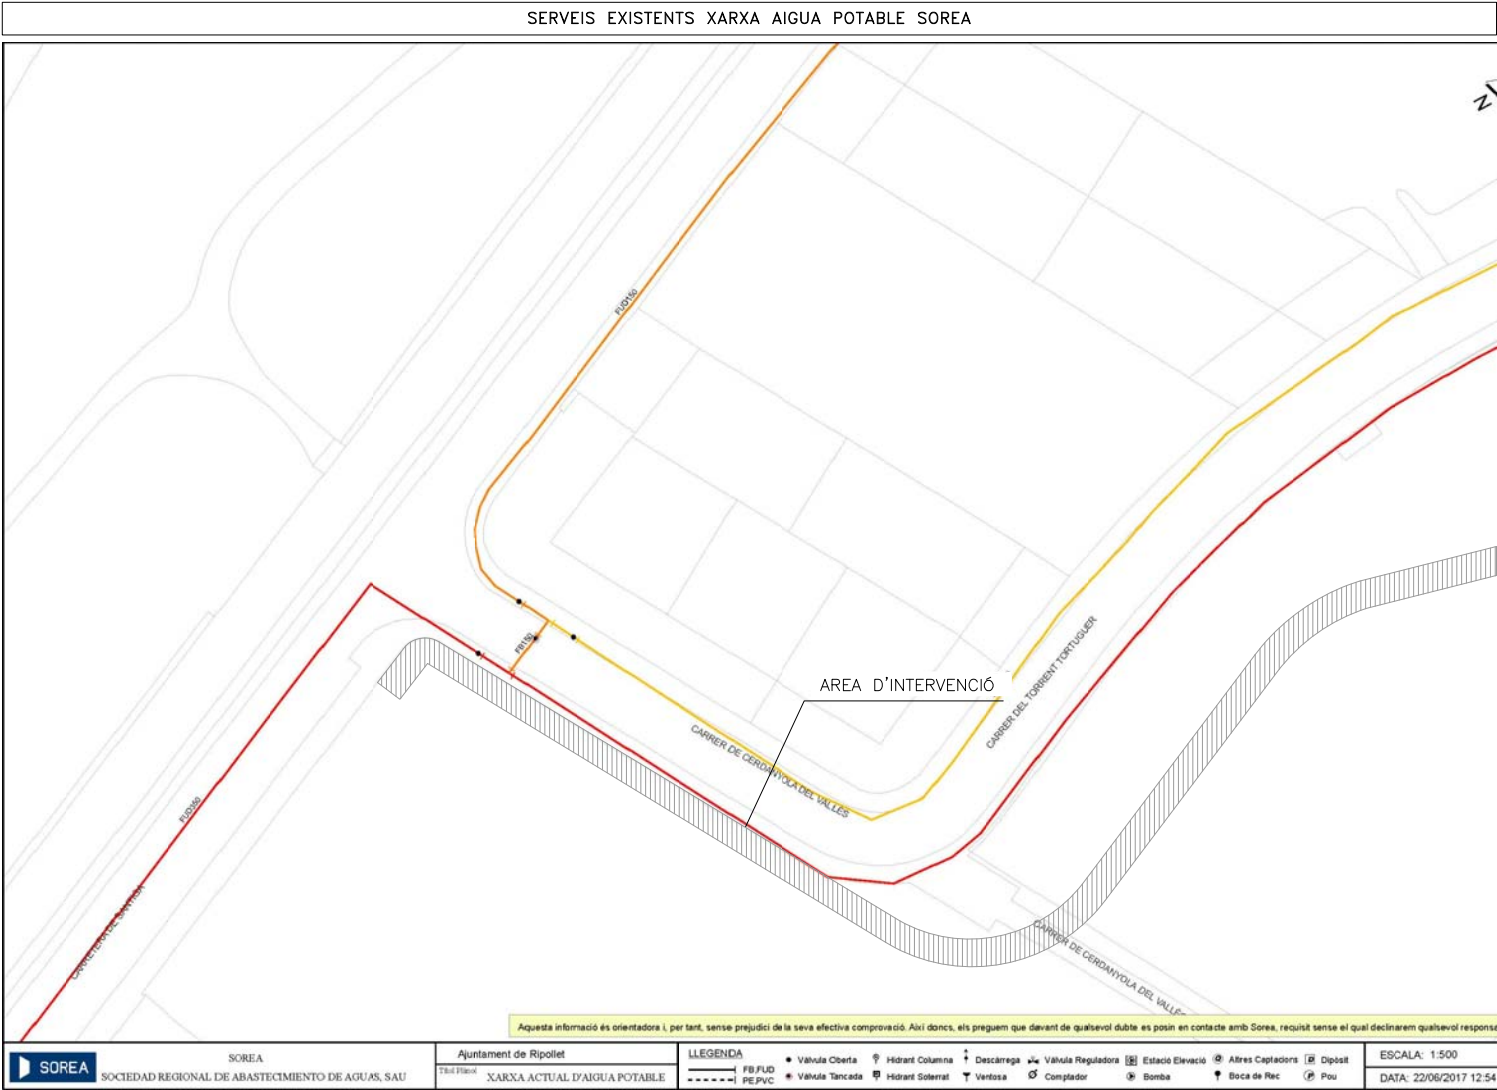 SERVEIS EXISTENTS XARXA AIGUA POTABLE SOREA
N
FUD150
FB150
AREA D'INTERVENCIÓ
CARRER DEL TORRENT TORTUGUER
CARRER DE CERDANYOLA DEL VALLÈS
FUD350
CARRETERA DE SANTIGA
CARRER DE CERDANYOLA DEL VALLÈS
Aquesta informació és orientadora i, per tant, sense prejudici de la seva efectiva comprovació. Així doncs, els preguem que davant de qualsevol dubte es posin en contacte amb Sorea, requisit sense el qual declinarem qualsevol responsa
SOREA
SOREA
SOCIEDAD REGIONAL DE ABASTECIMIENTO DE AGUAS, SAU
Ajuntament de Ripollet
Títol Plànol
XARXA ACTUAL D'AIGUA POTABLE
LLEGENDA
FB,FUD
PE,PVC
Vàlvula Oberta
Hidrant Columna
Descàrrega
Vàlvula Reguladora
Estació Elevació
Altres Captacions
Dipòsit
Vàlvula Tancada
Hidrant Soterrat
Ventosa
Comptador
Bomba
Boca de Rec
Pou
ESCALA: 1:500
DATA: 22/06/2017 12:54